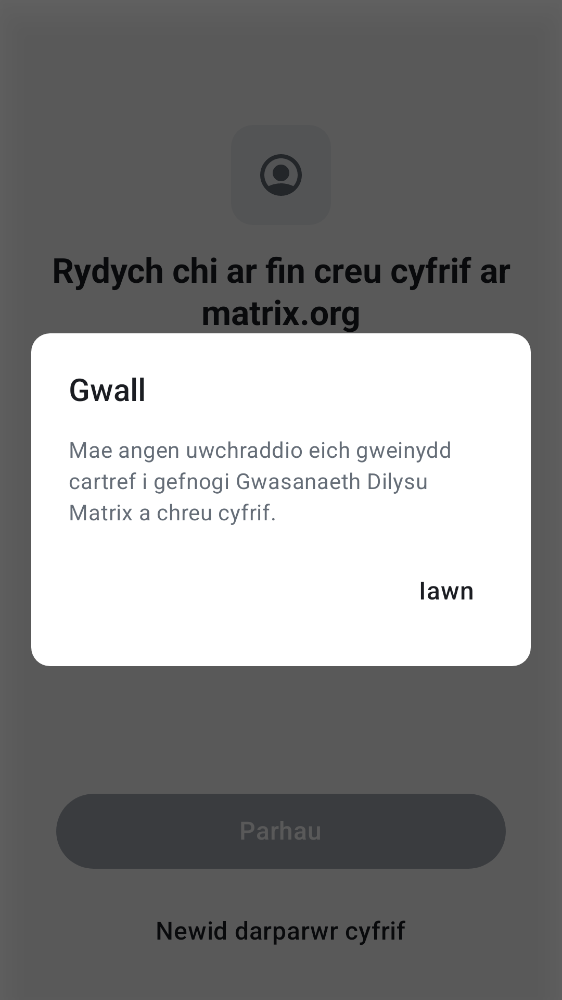 Rydych chi ar fin creu cyfrif ar
matrix.org
Gwall
Mae angen uwchraddio eich gweinydd
cartref i gefnogi Gwasanaeth Dilysu
Matrix a chreu cyfrif.
Iawn
Parhau
Newid darparwr cyfrif